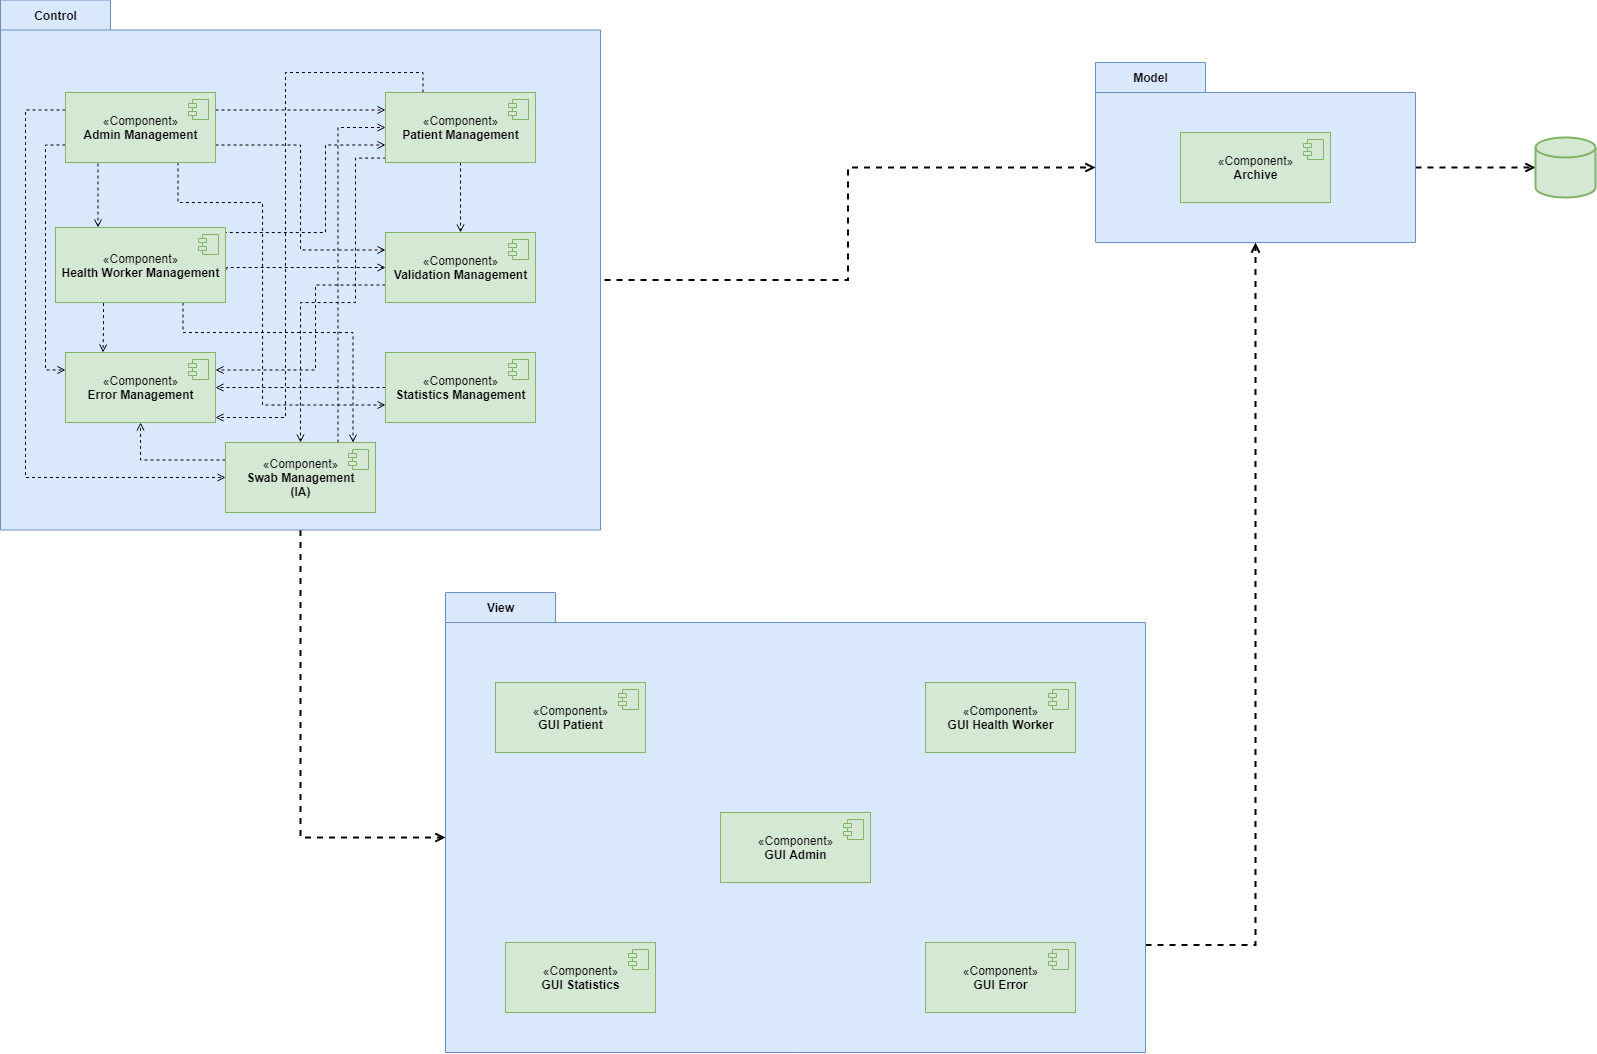 Control
«Component»
Admin Management
«Component»
Patient Management
«Component»
Health Worker Management
«Component»
Validation Management
«Component»
Error Management
«Component»
Statistics Management
«Component»
Swab Management
(IA)
Model
«Component»
Archive
View
«Component»
GUI Patient
«Component»
GUI Health Worker
«Component»
GUI Admin
«Component»
GUI Statistics
«Component»
GUI Error